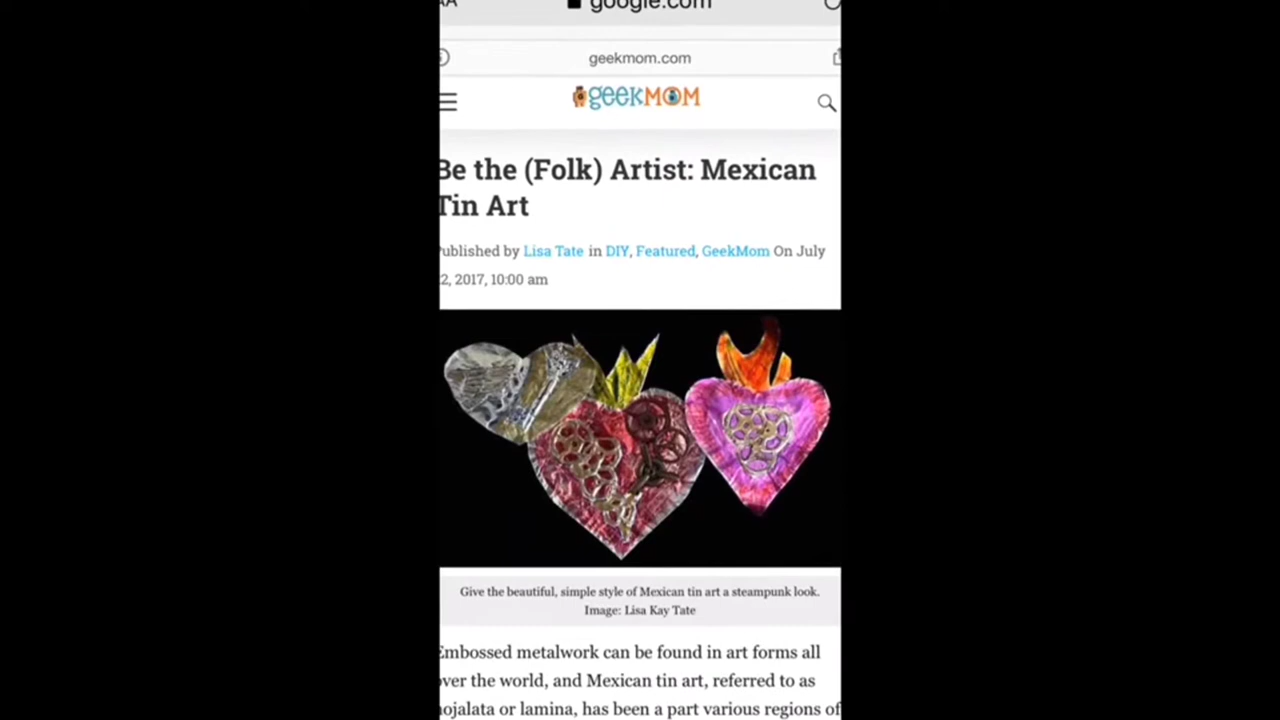 google.com
geekmom.com
geekMOM
Be the (Folk) Artist: Mexican
Tin Art
Published by Lisa Tate in DIY, Featured, GeekMom On July
2, 2017, 10:00 am
Give the beautiful, simple style of Mexican tin art a steampunk look.
Image: Lisa Kay Tate
Embossed metalwork can be found in art forms all
over the world, and Mexican tin art, referred to as
hojalata or lamina, has been a part various regions of